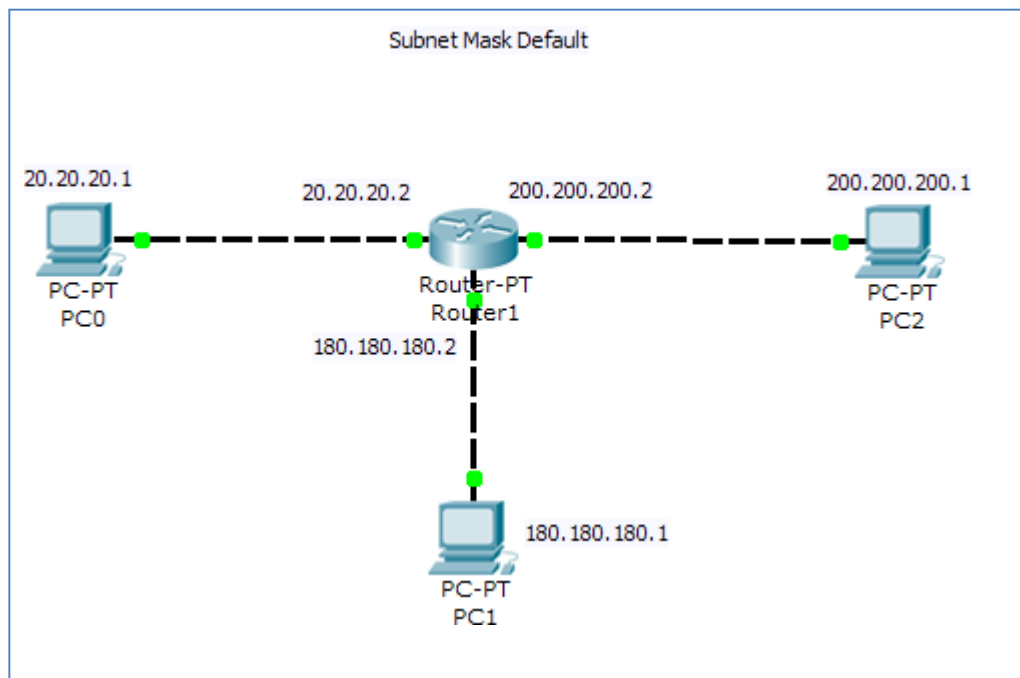 Subnet Mask Default
20.20.20.1
20.20.20.2
200.200.200.2
200.200.200.1
PC-PT
PC0
Router-PT
Router1
PC-PT
PC2
180.180.180.2
180.180.180.1
PC-PT
PC1